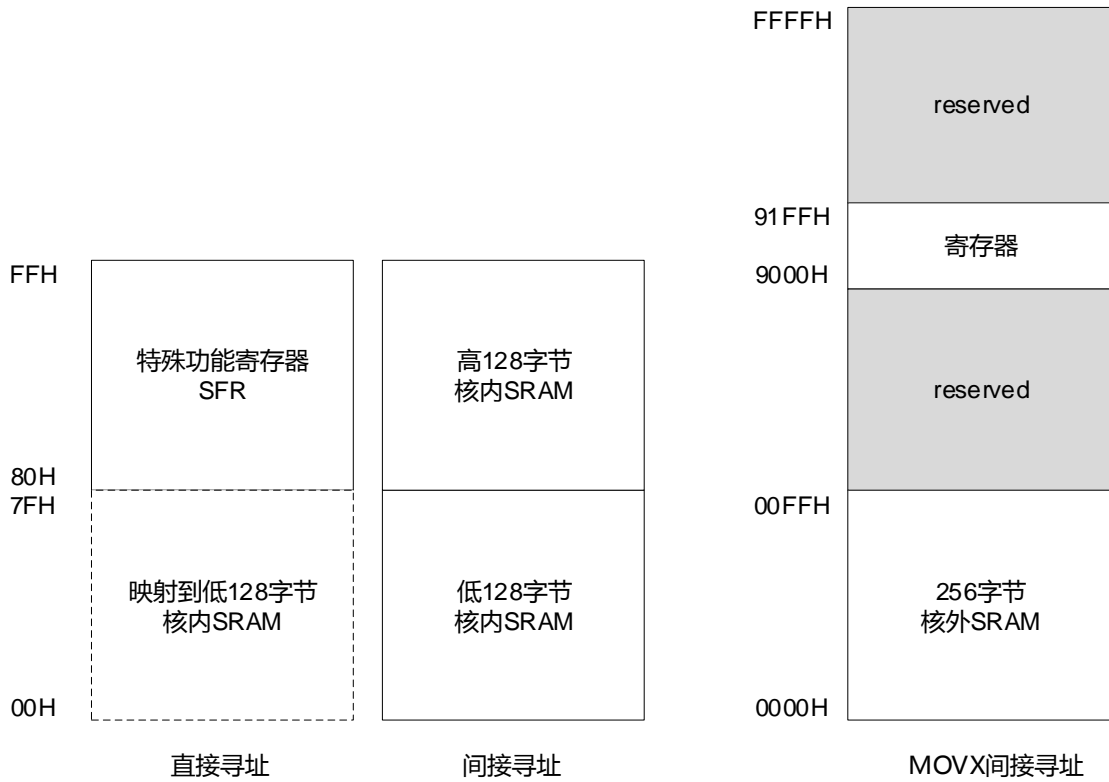 FFFFH
reserved
91FFH
寄存器
9000H
FFH
特殊功能寄存器
SFR
高128字节
核内SRAM
reserved
80H
7FH
00FFH
映射到低128字节
核内SRAM
低128字节
核内SRAM
256字节
核外SRAM
00H
0000H
直接寻址
间接寻址
MOVX间接寻址